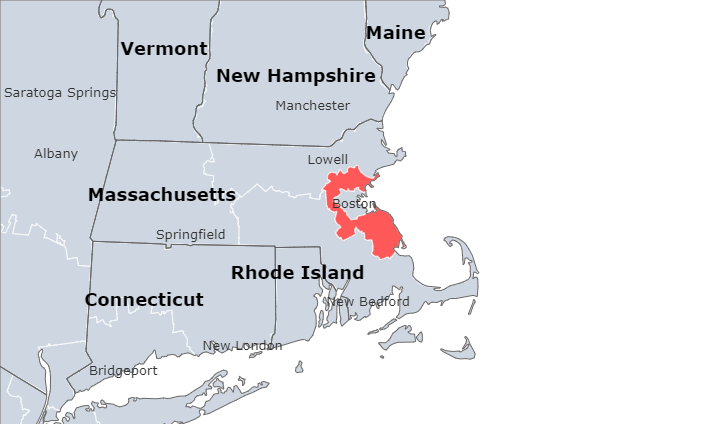 Maine
Vermont
New Hampshire
Saratoga Springs
Manchester
Albany
Lowell
Massachusetts
Boston
Springfield
Rhode Island
Connecticut
New Bedford
New London
Bridgeport